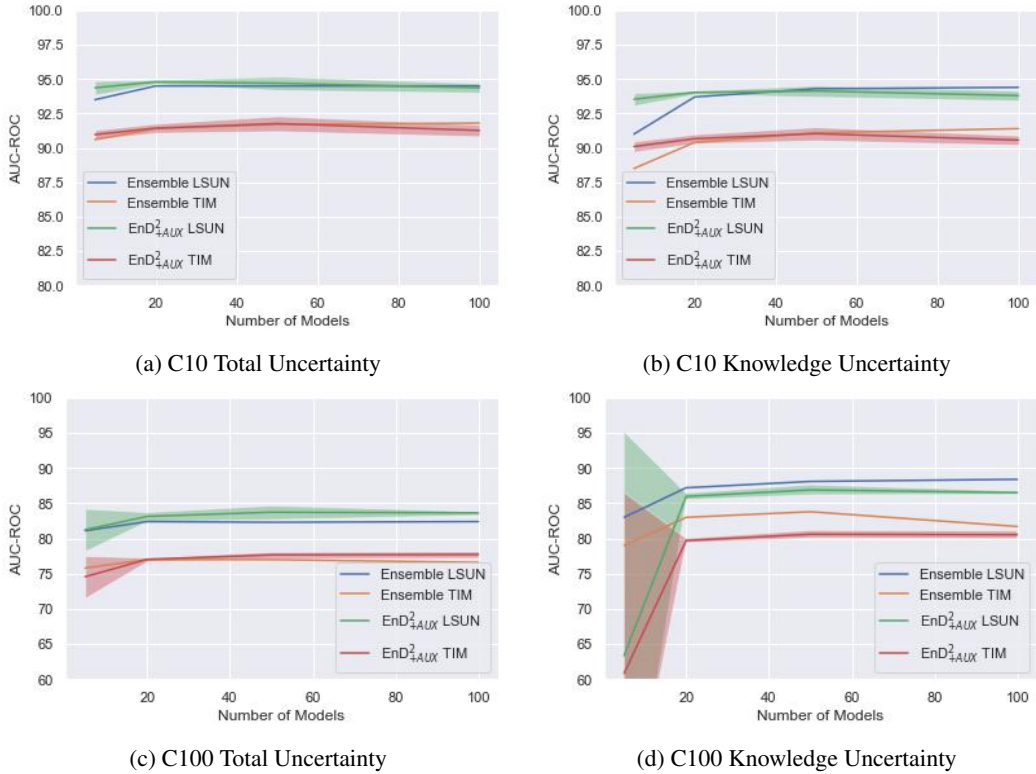 100.0
97.5
95.0
92.5
90.0
87.5
85.0
82.5
80.0
AUC-ROC
Ensemble LSUN
Ensemble TIM
EnD²₊AUX LSUN
EnD²₊AUX TIM
20 40 60 80 100
Number of Models
(a) C10 Total Uncertainty
100.0
97.5
95.0
92.5
90.0
87.5
85.0
82.5
80.0
AUC-ROC
Ensemble LSUN
Ensemble TIM
EnD²₊AUX LSUN
EnD²₊AUX TIM
20 40 60 80 100
Number of Models
(b) C10 Knowledge Uncertainty
100
95
90
85
80
75
70
65
60
AUC-ROC
Ensemble LSUN
Ensemble TIM
EnD²₊AUX LSUN
EnD²₊AUX TIM
20 40 60 80 100
Number of Models
(c) C100 Total Uncertainty
100
95
90
85
80
75
70
65
60
AUC-ROC
Ensemble LSUN
Ensemble TIM
EnD²₊AUX LSUN
EnD²₊AUX TIM
20 40 60 80 100
Number of Models
(d) C100 Knowledge Uncertainty